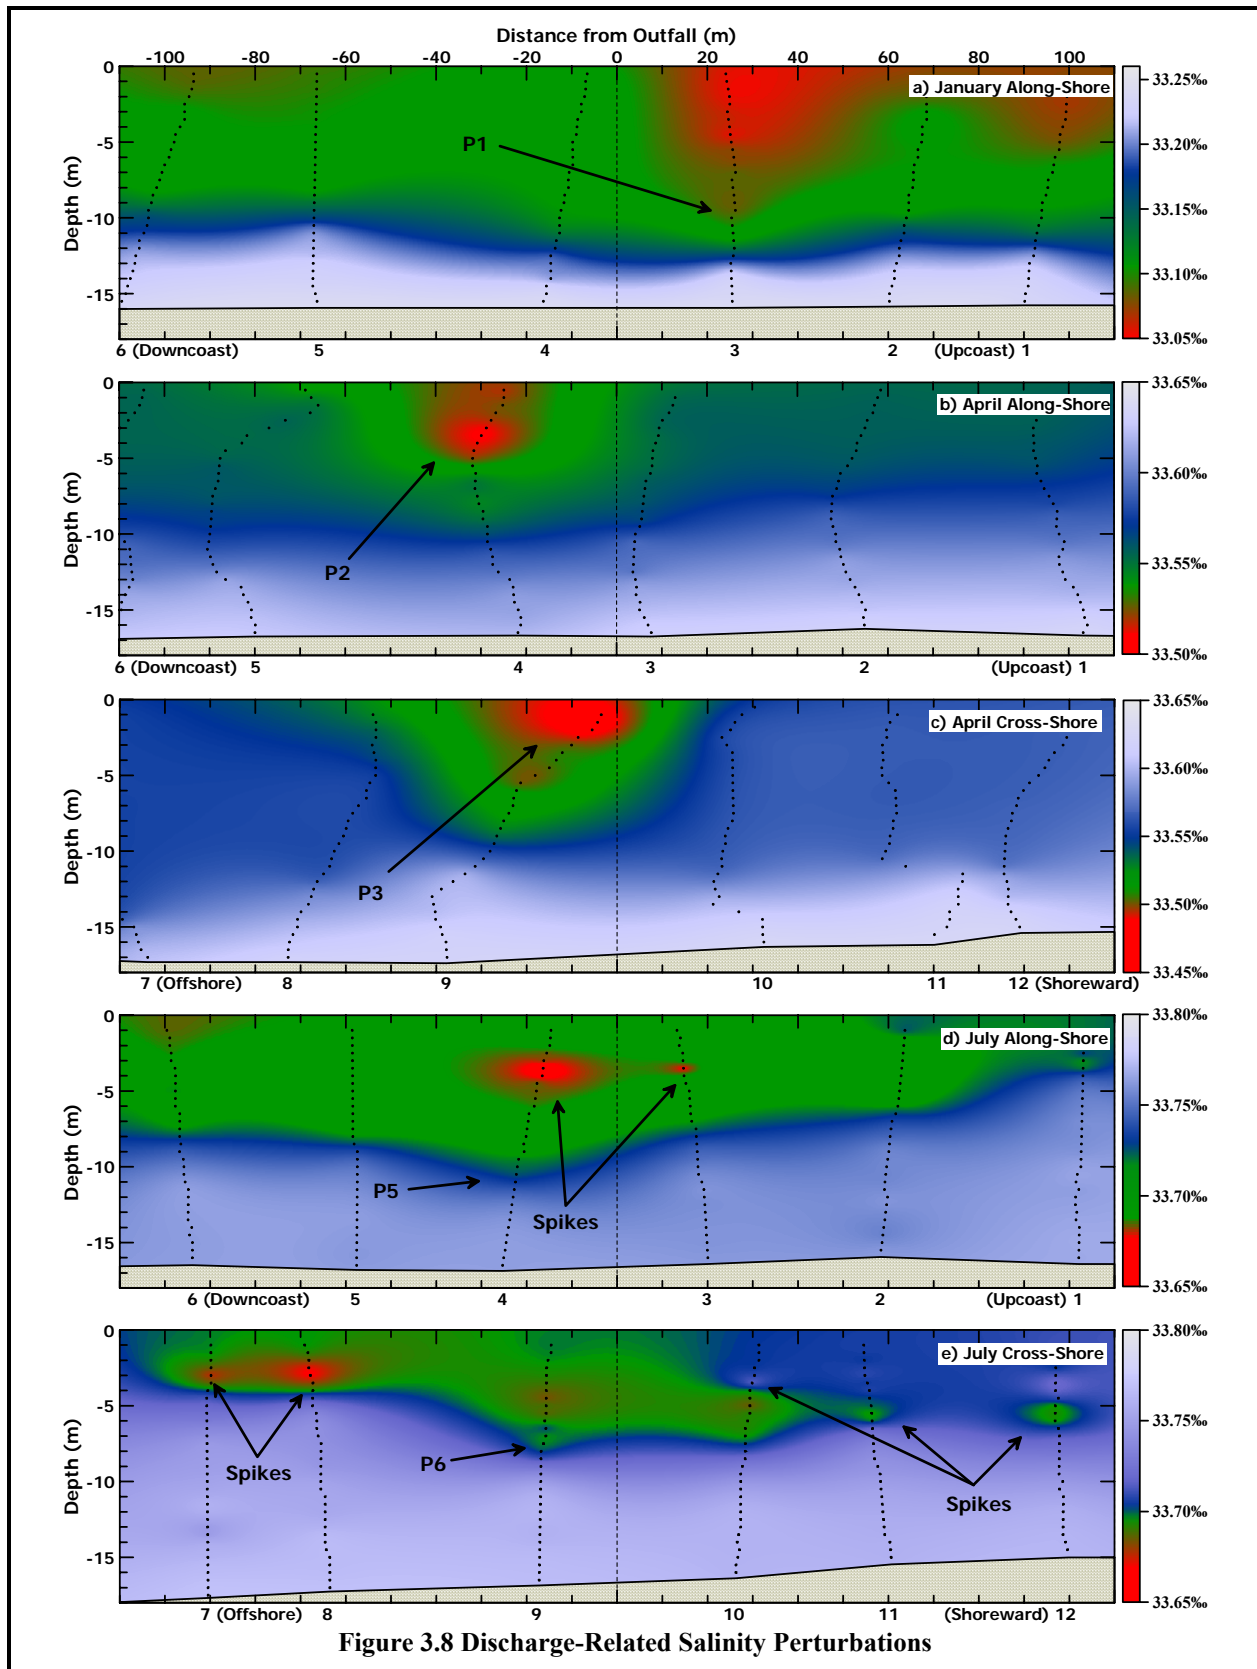 Distance from Outfall (m)
-100 -80 -60 -40 -20 0 20 40 60 80 100
0
-5
-10
-15
Depth (m)
a) January Along-Shore
P1
33.25‰
33.20‰
33.15‰
33.10‰
33.05‰
6 (Downcoast) 5 4 3 2 (Upcoast) 1
0
-5
-10
-15
Depth (m)
b) April Along-Shore
P2
33.65‰
33.60‰
33.55‰
33.50‰
6 (Downcoast) 5 4 3 2 (Upcoast) 1
0
-5
-10
-15
Depth (m)
c) April Cross-Shore
P3
33.65‰
33.60‰
33.55‰
33.50‰
33.45‰
7 (Offshore) 8 9 10 11 12 (Shoreward)
0
-5
-10
-15
Depth (m)
d) July Along-Shore
P5
Spikes
33.80‰
33.75‰
33.70‰
33.65‰
6 (Downcoast) 5 4 3 2 (Upcoast) 1
0
-5
-10
-15
Depth (m)
e) July Cross-Shore
Spikes
P6
Spikes
33.80‰
33.75‰
33.70‰
33.65‰
7 (Offshore) 8 9 10 11 (Shoreward) 12
Figure 3.8 Discharge-Related Salinity Perturbations